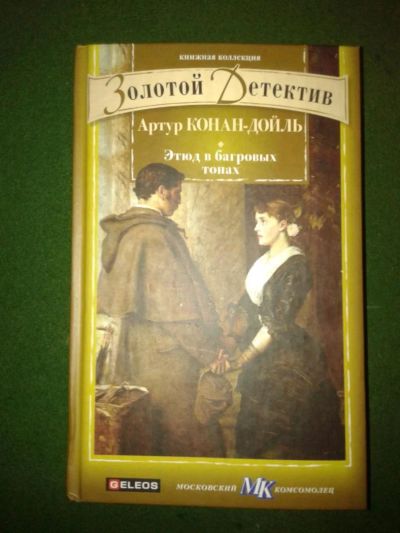 КНИЖНАЯ КОЛЛЕКЦИЯ
Золотой Детектив
Артур КОНАН-ДОЙЛЬ
Этюд в багровых
тонах
GELEOS
МОСКОВСКИЙ МК КОМСОМОЛЕЦ